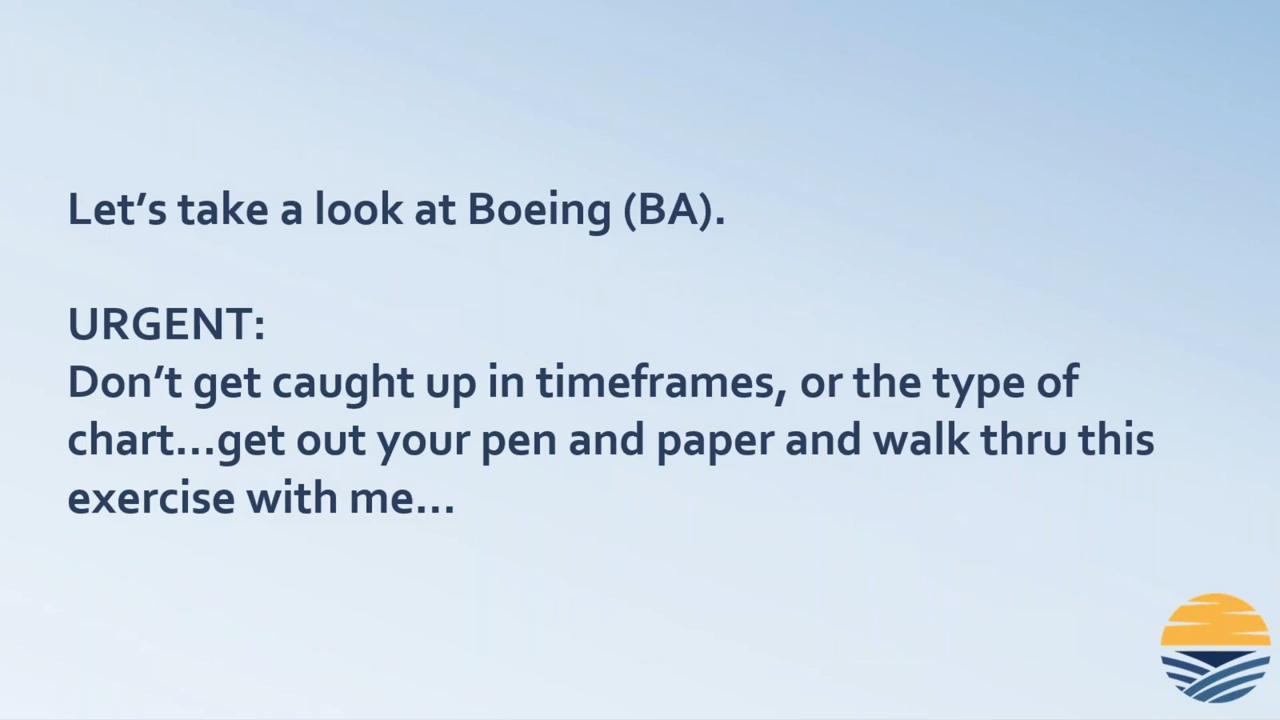 Let’s take a look at Boeing (BA).
URGENT:
Don’t get caught up in timeframes, or the type of
chart…get out your pen and paper and walk thru this
exercise with me…